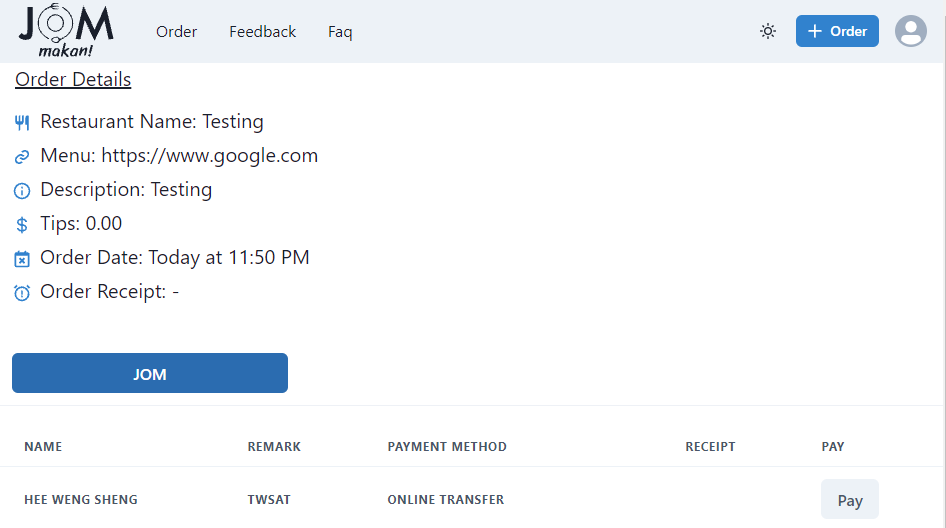 JOM
makan!
Order Feedback Faq + Order
Order Details
Restaurant Name: Testing
Menu: https://www.google.com
Description: Testing
Tips: 0.00
Order Date: Today at 11:50 PM
Order Receipt: -
JOM
NAME REMARK PAYMENT METHOD RECEIPT PAY
HEE WENG SHENG TWSAT ONLINE TRANSFER Pay